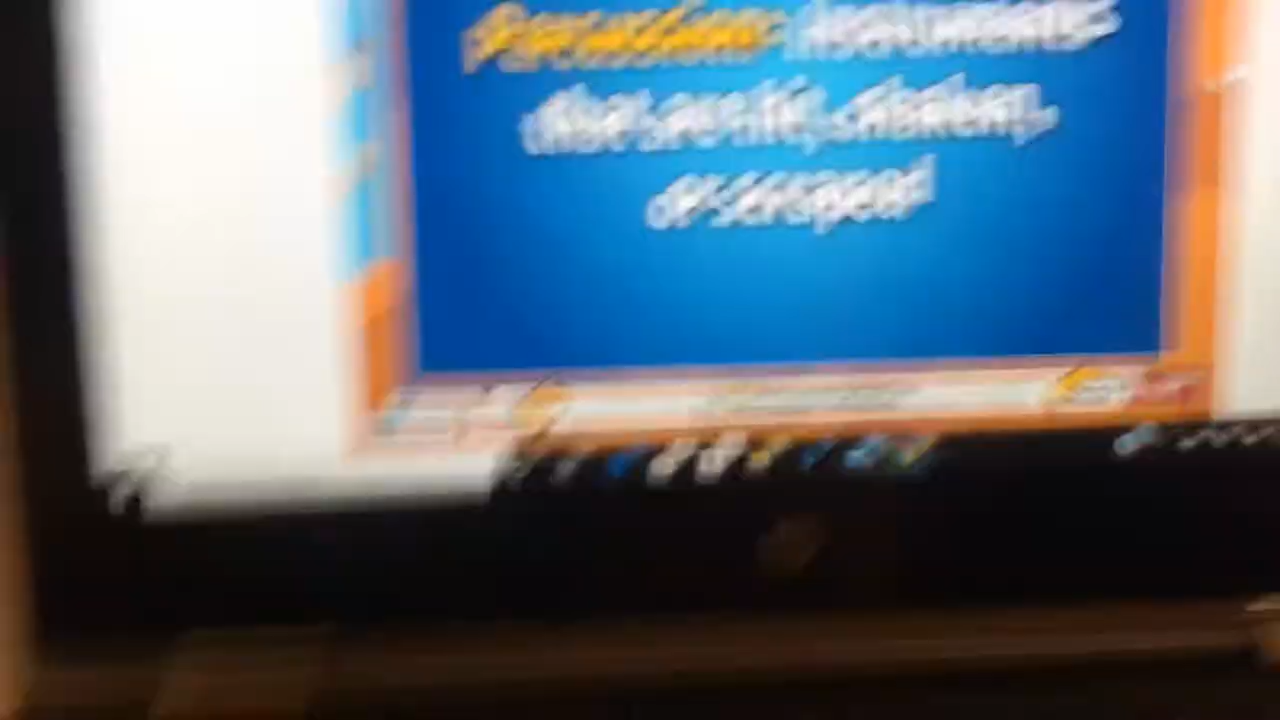 Percussion: Instruments
that are hit, shaken,
or scraped